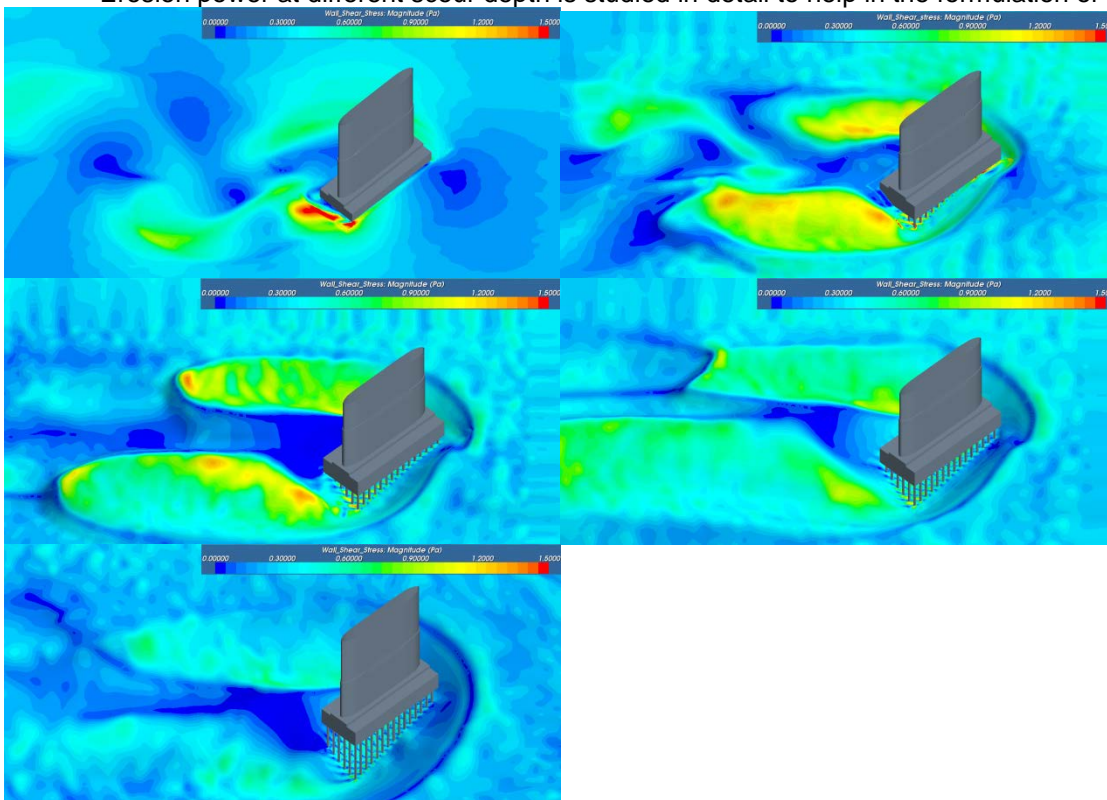 Erosion power at different scour depth is studied in detail to help in the formulation of
Wall_Shear_Stress: Magnitude (Pa)
0.00000 0.30000 0.60000 0.90000 1.2000 1.5000
Wall_Shear_Stress: Magnitude (Pa)
0.00000 0.30000 0.60000 0.90000 1.2000 1.5000
Wall_Shear_Stress: Magnitude (Pa)
0.00000 0.30000 0.60000 0.90000 1.2000 1.5000
Wall_Shear_Stress: Magnitude (Pa)
0.00000 0.30000 0.60000 0.90000 1.2000 1.5000
Wall_Shear_Stress: Magnitude (Pa)
0.00000 0.30000 0.60000 0.90000 1.2000 1.5000